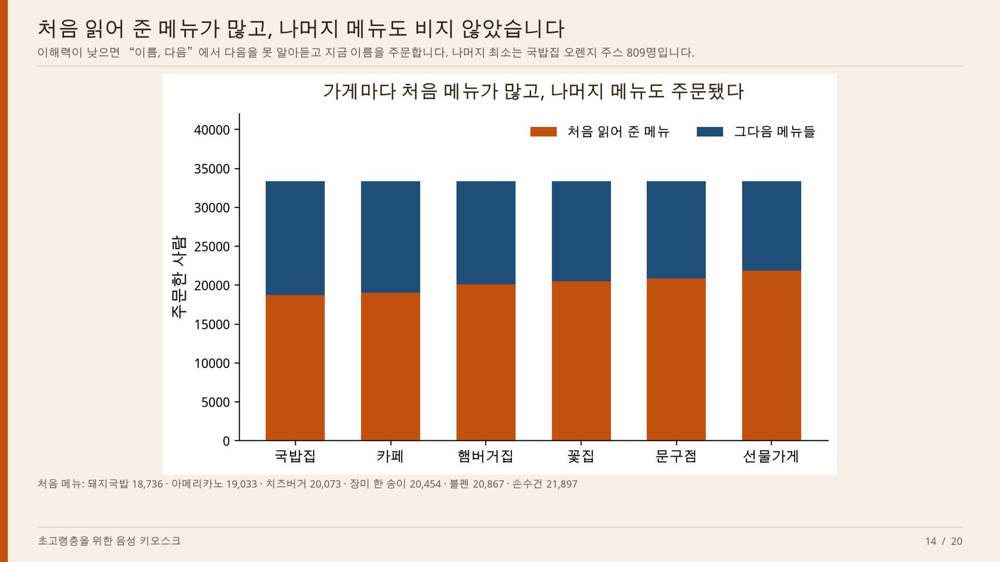 처음 읽어 준 메뉴가 많고, 나머지 메뉴도 비지 않았습니다
이해력이 낮으면 “이름, 다음” 에서 다음을 못 알아듣고 지금 이름을 주문합니다. 나머지 최소는 국밥집 오렌지 주스 809명입니다.
가게마다 처음 메뉴가 많고, 나머지 메뉴도 주문됐다
처음 읽어 준 메뉴 그다음 메뉴들
주문한 사람
40000
35000
30000
25000
20000
15000
10000
5000
0
국밥집 카페 햄버거집 꽃집 문구점 선물가게
처음 메뉴: 돼지국밥 18,736 · 아메리카노 19,033 · 치즈버거 20,073 · 장미 한 송이 20,454 · 볼펜 20,867 · 손수건 21,897
초고령층을 위한 음성 키오스크
14 / 20